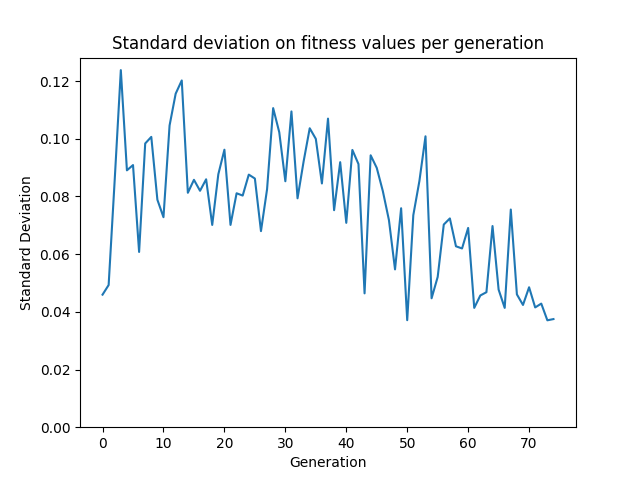 Standard deviation on fitness values per generation
0.12
0.10
0.08
0.06
0.04
0.02
0.00
Standard Deviation
0 10 20 30 40 50 60 70
Generation